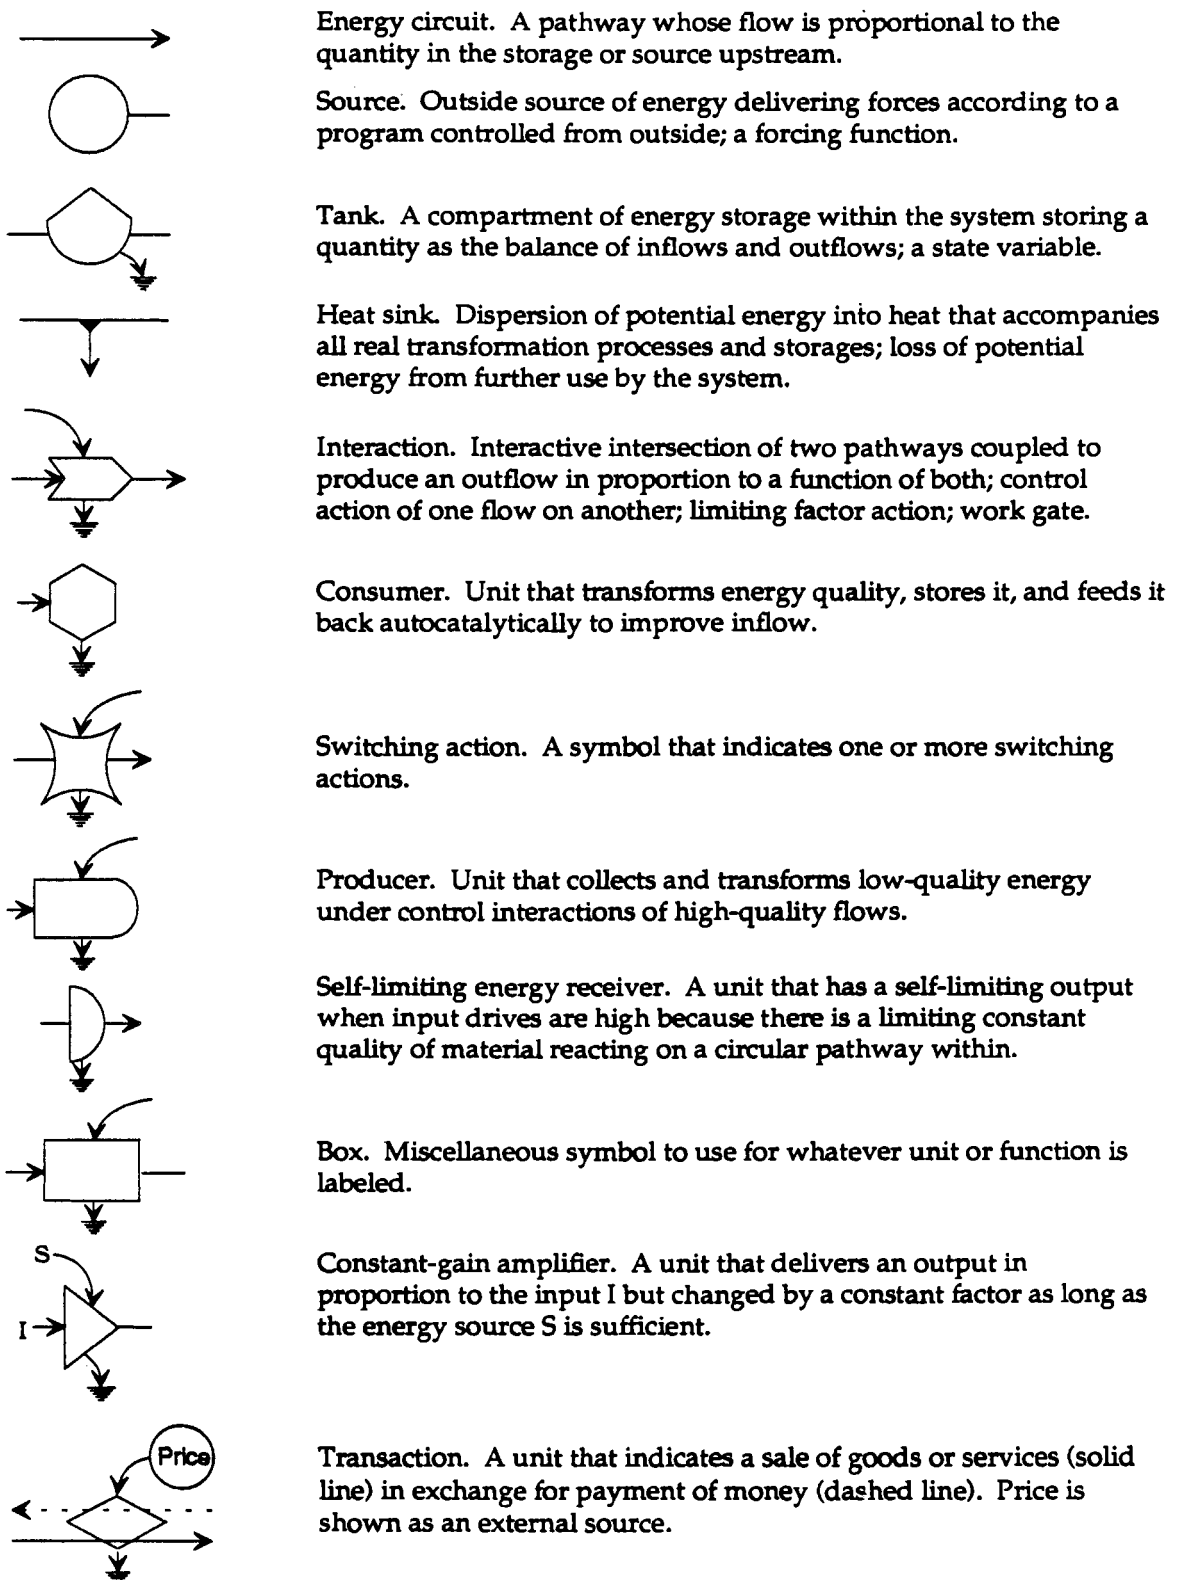 Energy circuit. A pathway whose flow is proportional to the
quantity in the storage or source upstream.
Source. Outside source of energy delivering forces according to a
program controlled from outside; a forcing function.
Tank. A compartment of energy storage within the system storing a
quantity as the balance of inflows and outflows; a state variable.
Heat sink. Dispersion of potential energy into heat that accompanies
all real transformation processes and storages; loss of potential
energy from further use by the system.
Interaction. Interactive intersection of two pathways coupled to
produce an outflow in proportion to a function of both; control
action of one flow on another; limiting factor action; work gate.
Consumer. Unit that transforms energy quality, stores it, and feeds it
back autocatalytically to improve inflow.
Switching action. A symbol that indicates one or more switching
actions.
Producer. Unit that collects and transforms low-quality energy
under control interactions of high-quality flows.
Self-limiting energy receiver. A unit that has a self-limiting output
when input drives are high because there is a limiting constant
quality of material reacting on a circular pathway within.
Box. Miscellaneous symbol to use for whatever unit or function is
labeled.
S
I
Constant-gain amplifier. A unit that delivers an output in
proportion to the input I but changed by a constant factor as long as
the energy source S is sufficient.
Price
Transaction. A unit that indicates a sale of goods or services (solid
line) in exchange for payment of money (dashed line). Price is
shown as an external source.